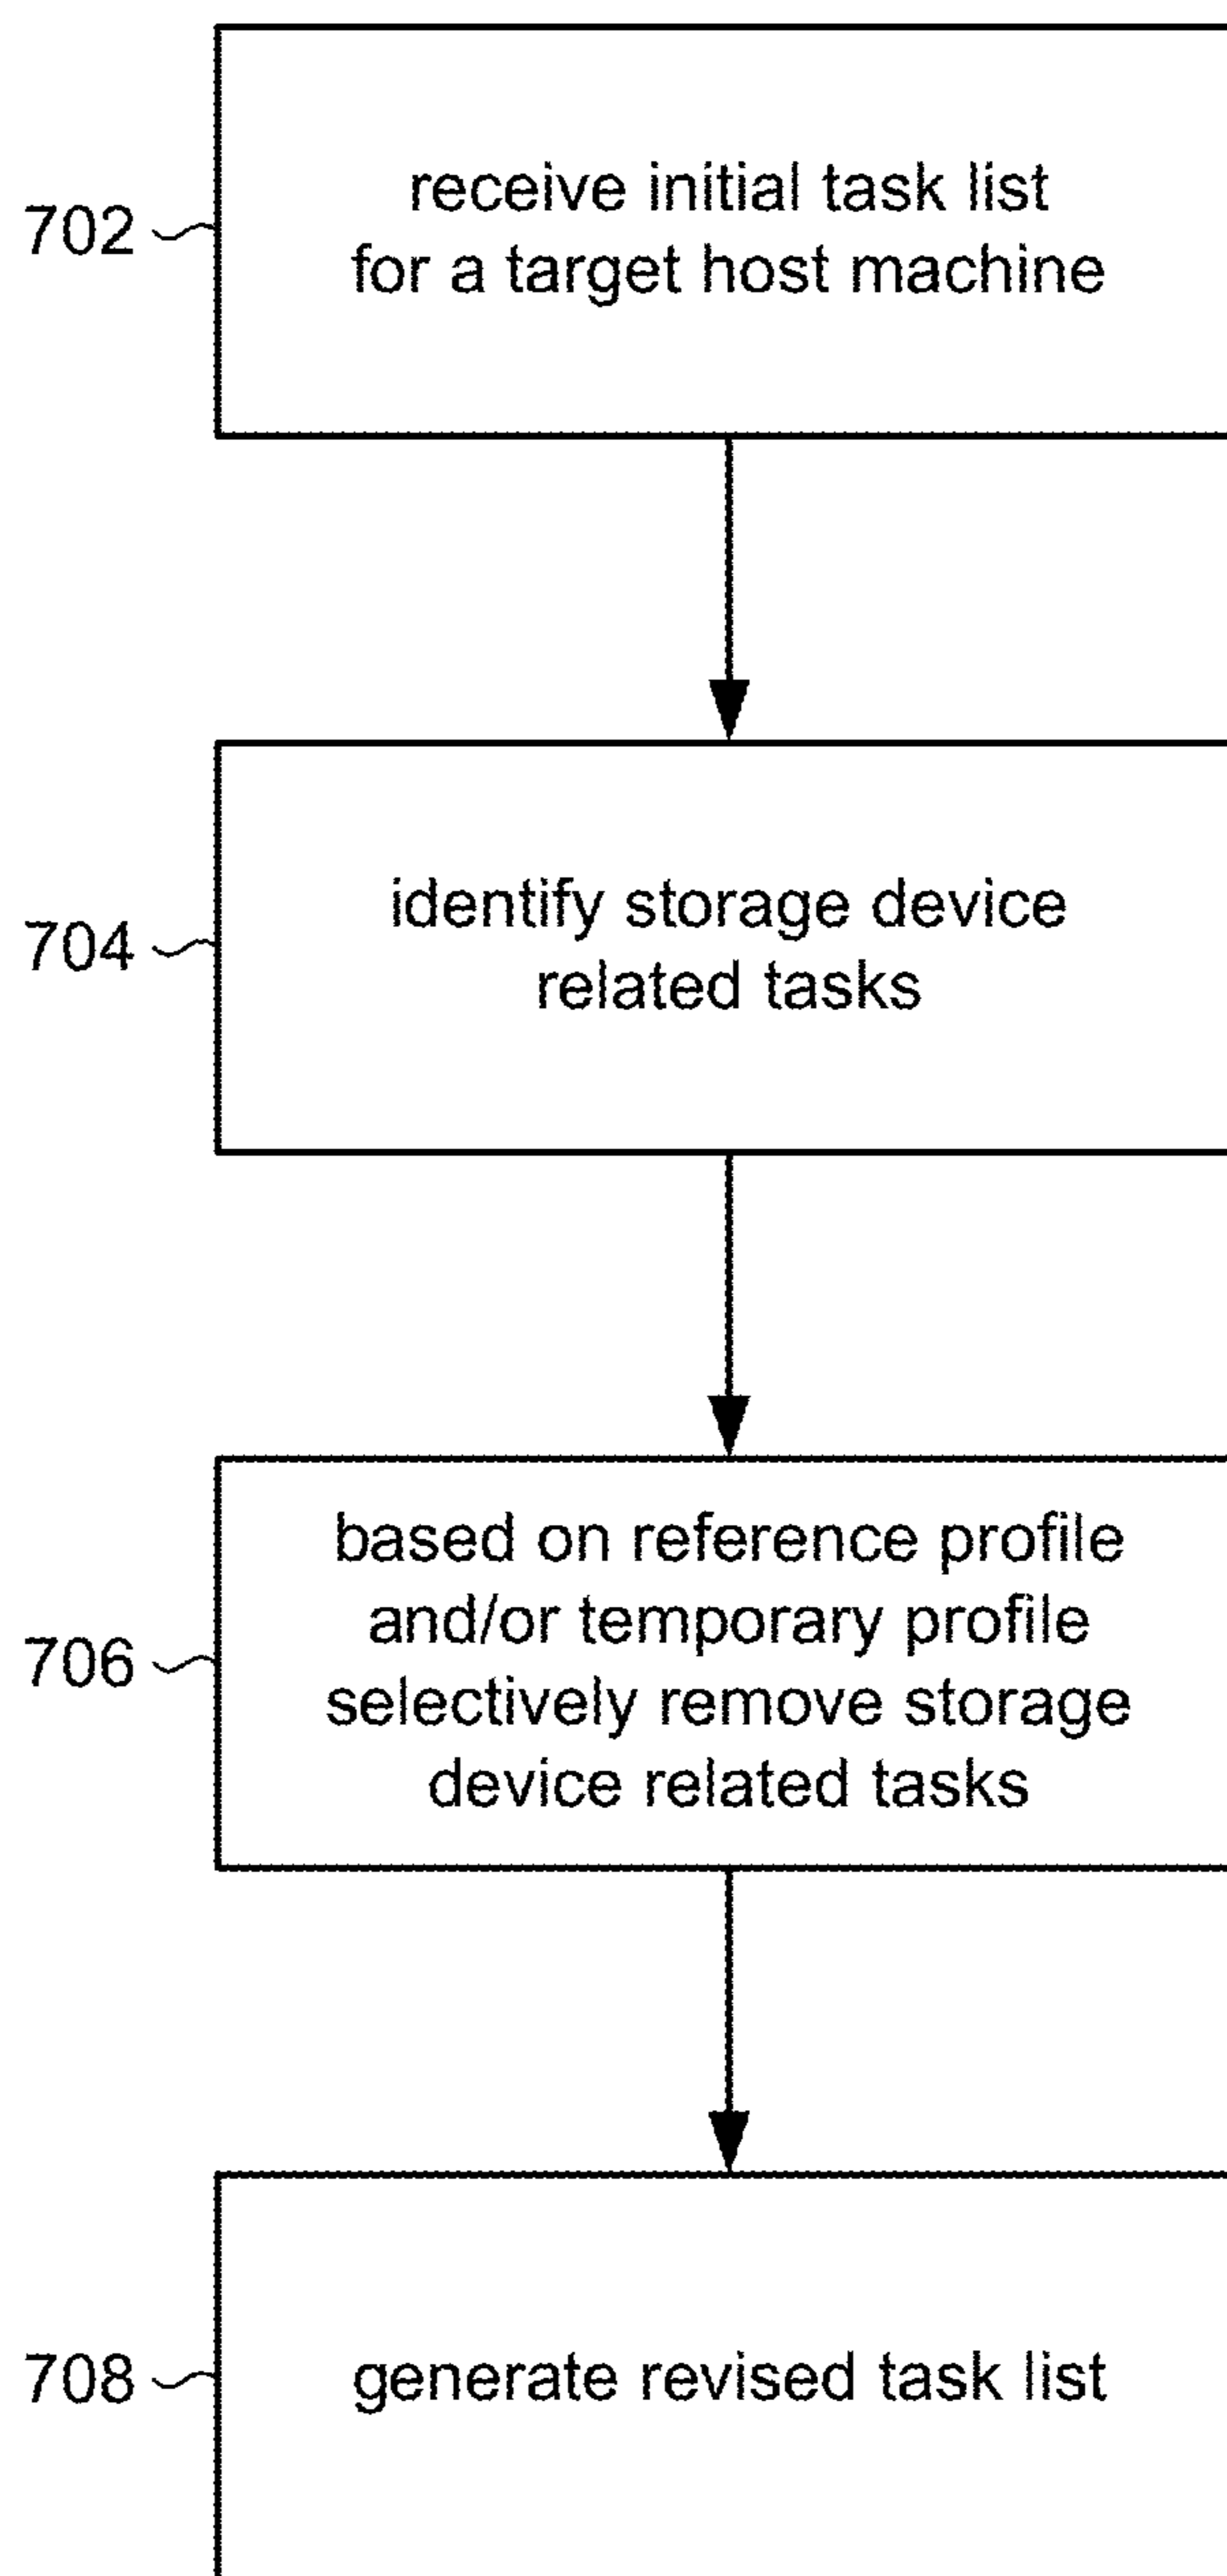 receive initial task list
for a target host machine
702
identify storage device
related tasks
704
based on reference profile
and/or temporary profile
selectively remove storage
device related tasks
706
generate revised task list
708